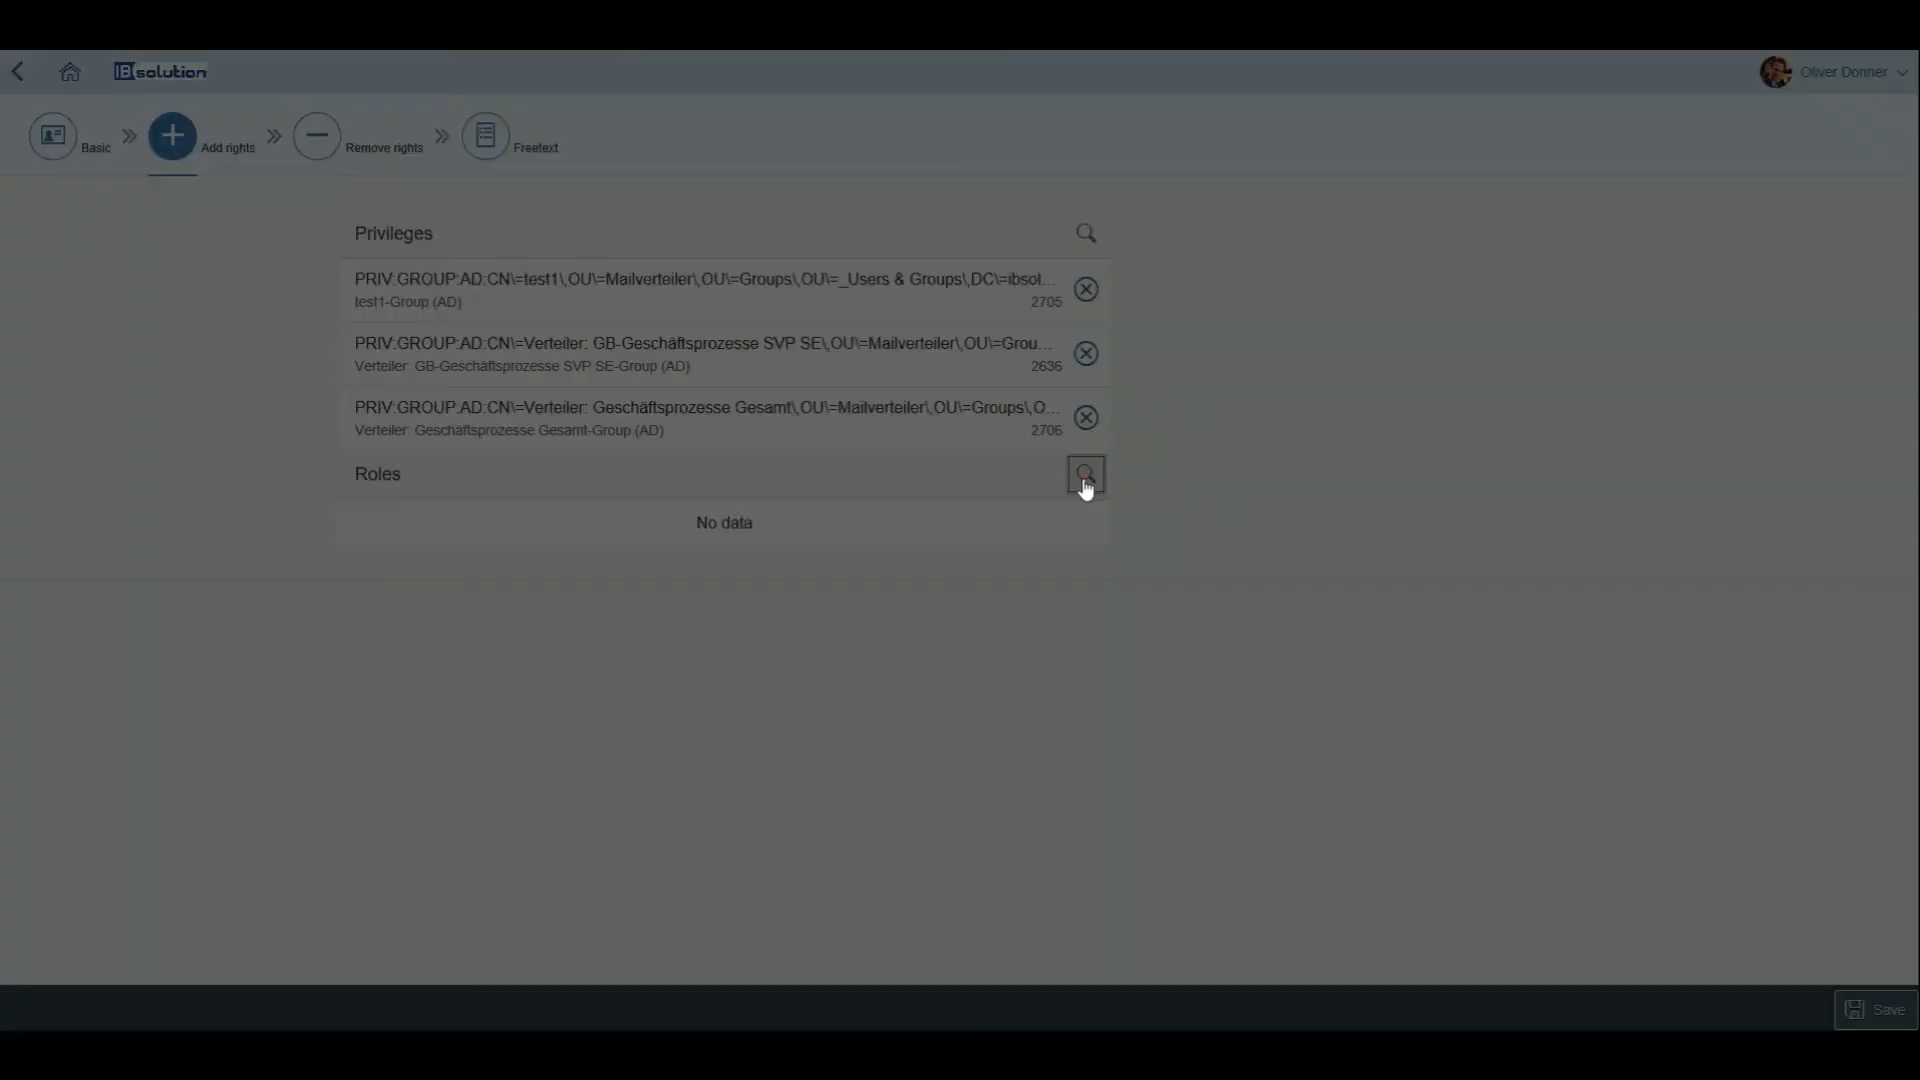 IBsolution
Oliver Donner
Basic
Add rights
Remove rights
Freetext
Privileges
PRIV:GROUP:AD:CN\=test1\,OU\=Mailverteiler\,OU\=Groups\,OU\=_Users & Groups\,DC\=ibsol...
test1-Group (AD)
2705
PRIV:GROUP:AD:CN\=Verteiler: GB-Geschäftsprozesse SVP SE\,OU\=Mailverteiler\,OU\=Grou...
Verteiler: GB-Geschäftsprozesse SVP SE-Group (AD)
2636
PRIV:GROUP:AD:CN\=Verteiler: Geschäftsprozesse Gesamt\,OU\=Mailverteiler\,OU\=Groups\,O...
Verteiler: Geschäftsprozesse Gesamt-Group (AD)
2706
Roles
No data
Save